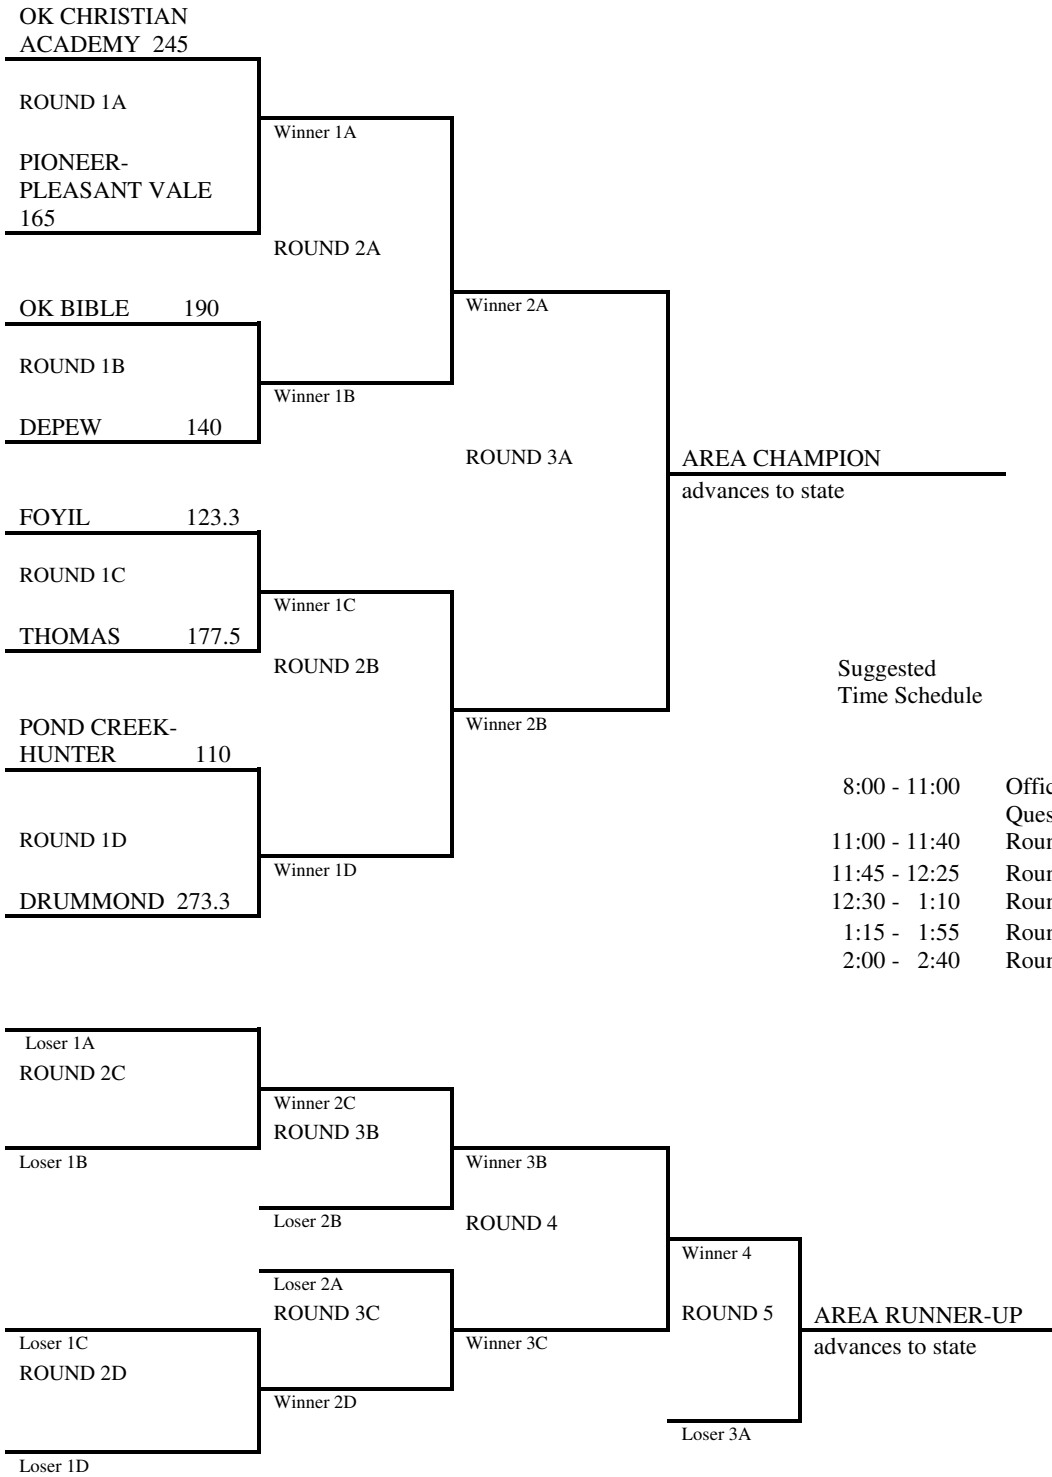 OK CHRISTIAN
ACADEMY 245
ROUND 1A
Winner 1A
PIONEER-
PLEASANT VALE
165
ROUND 2A
OK BIBLE 190
Winner 2A
ROUND 1B
Winner 1B
DEPEW 140
ROUND 3A
AREA CHAMPION
advances to state
FOYIL 123.3
ROUND 1C
Winner 1C
THOMAS 177.5
ROUND 2B
Suggested
Time Schedule
POND CREEK-
HUNTER 110
Winner 2B
8:00 - 11:00
ROUND 1D
11:00 - 11:40
Winner 1D
11:45 - 12:25
DRUMMOND 273.3
12:30 - 1:10
1:15 - 1:55
2:00 - 2:40
Loser 1A
ROUND 2C
Winner 2C
ROUND 3B
Loser 1B
Winner 3B
Loser 2B
ROUND 4
Winner 4
Loser 2A
ROUND 3C
ROUND 5
AREA RUNNER-UP
advances to state
Loser 1C
Winner 3C
ROUND 2D
Winner 2D
Loser 3A
Loser 1D